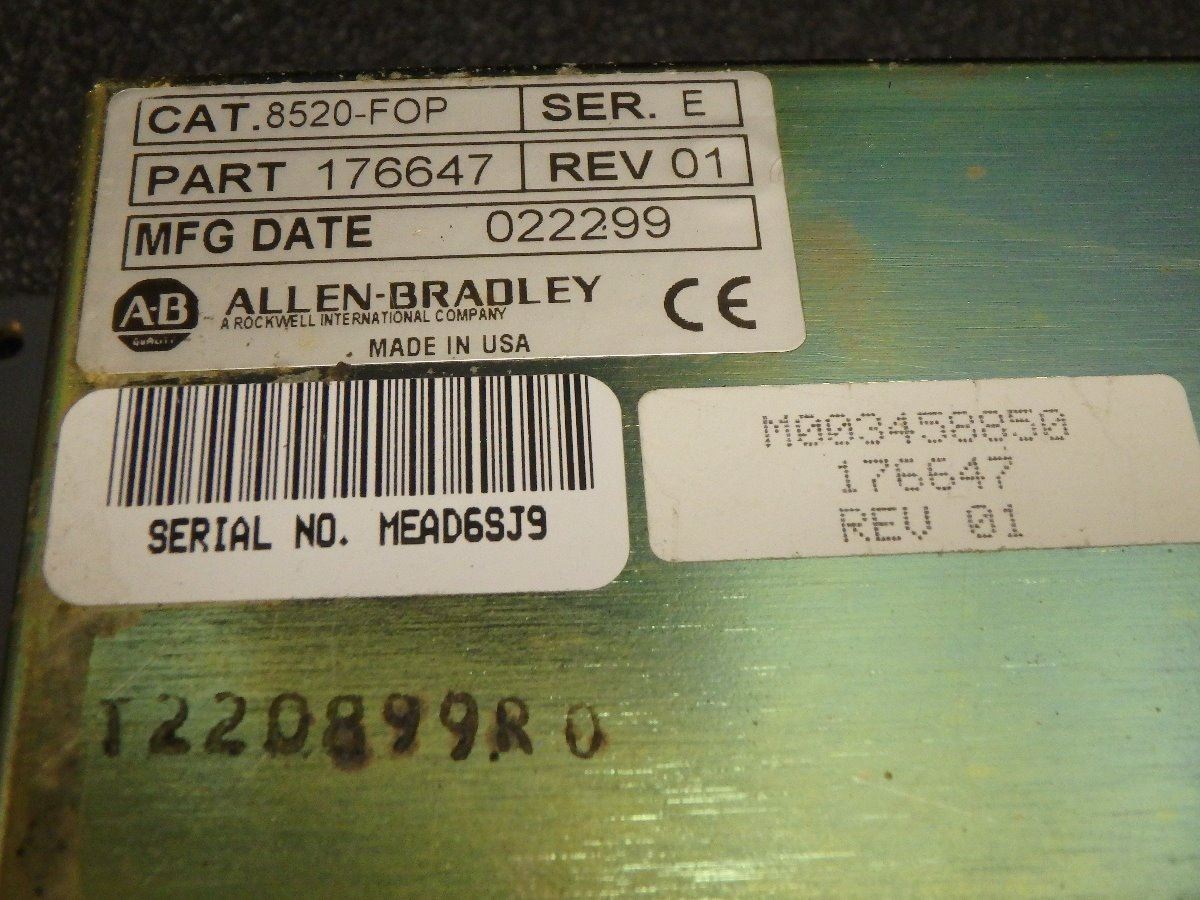 CAT. 8520-FOP SER. E
PART 176647 REV 01
MFG DATE 022299
A-B
QUALITY
ALLEN-BRADLEY
A ROCKWELL INTERNATIONAL COMPANY
CE
MADE IN USA
SERIAL NO. MEAD6SJ9
M003458850
176647
REV 01
T220899R0